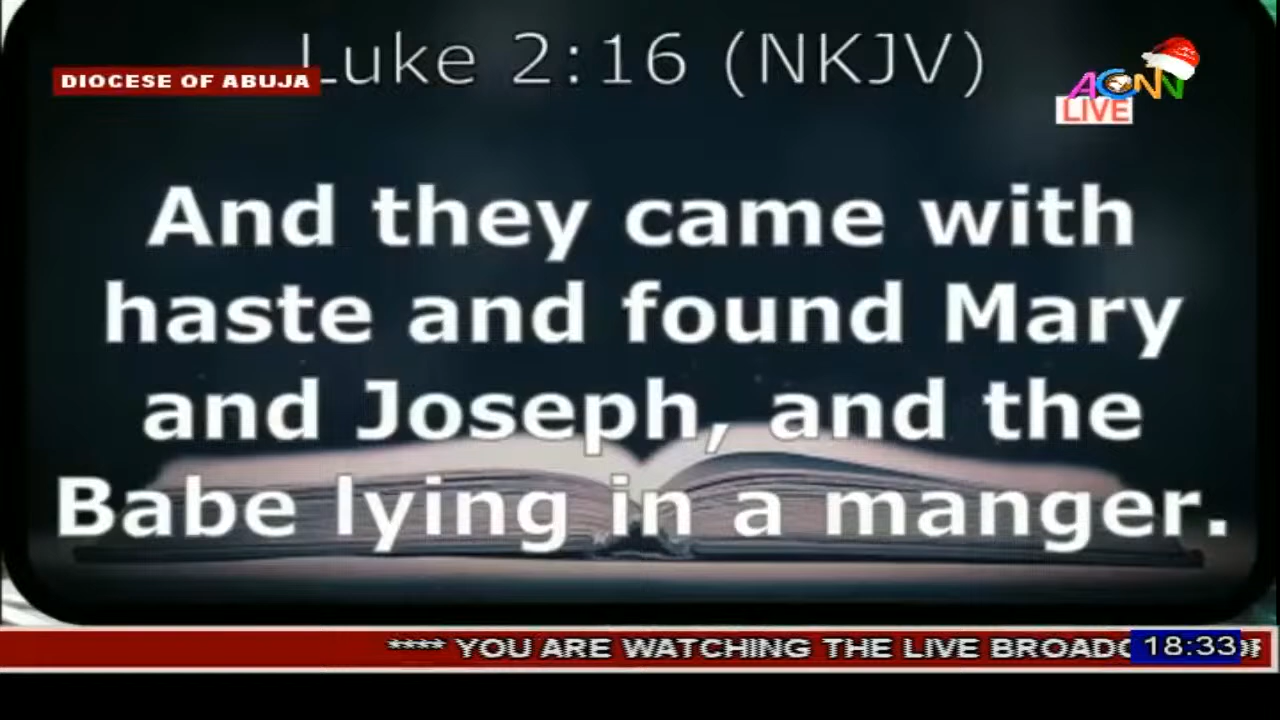 Luke 2:16 (NKJV)
DIOCESE OF ABUJA
ACNN
LIVE
And they came with
haste and found Mary
and Joseph, and the
Babe lying in a manger.
**** YOU ARE WATCHING THE LIVE
18:33